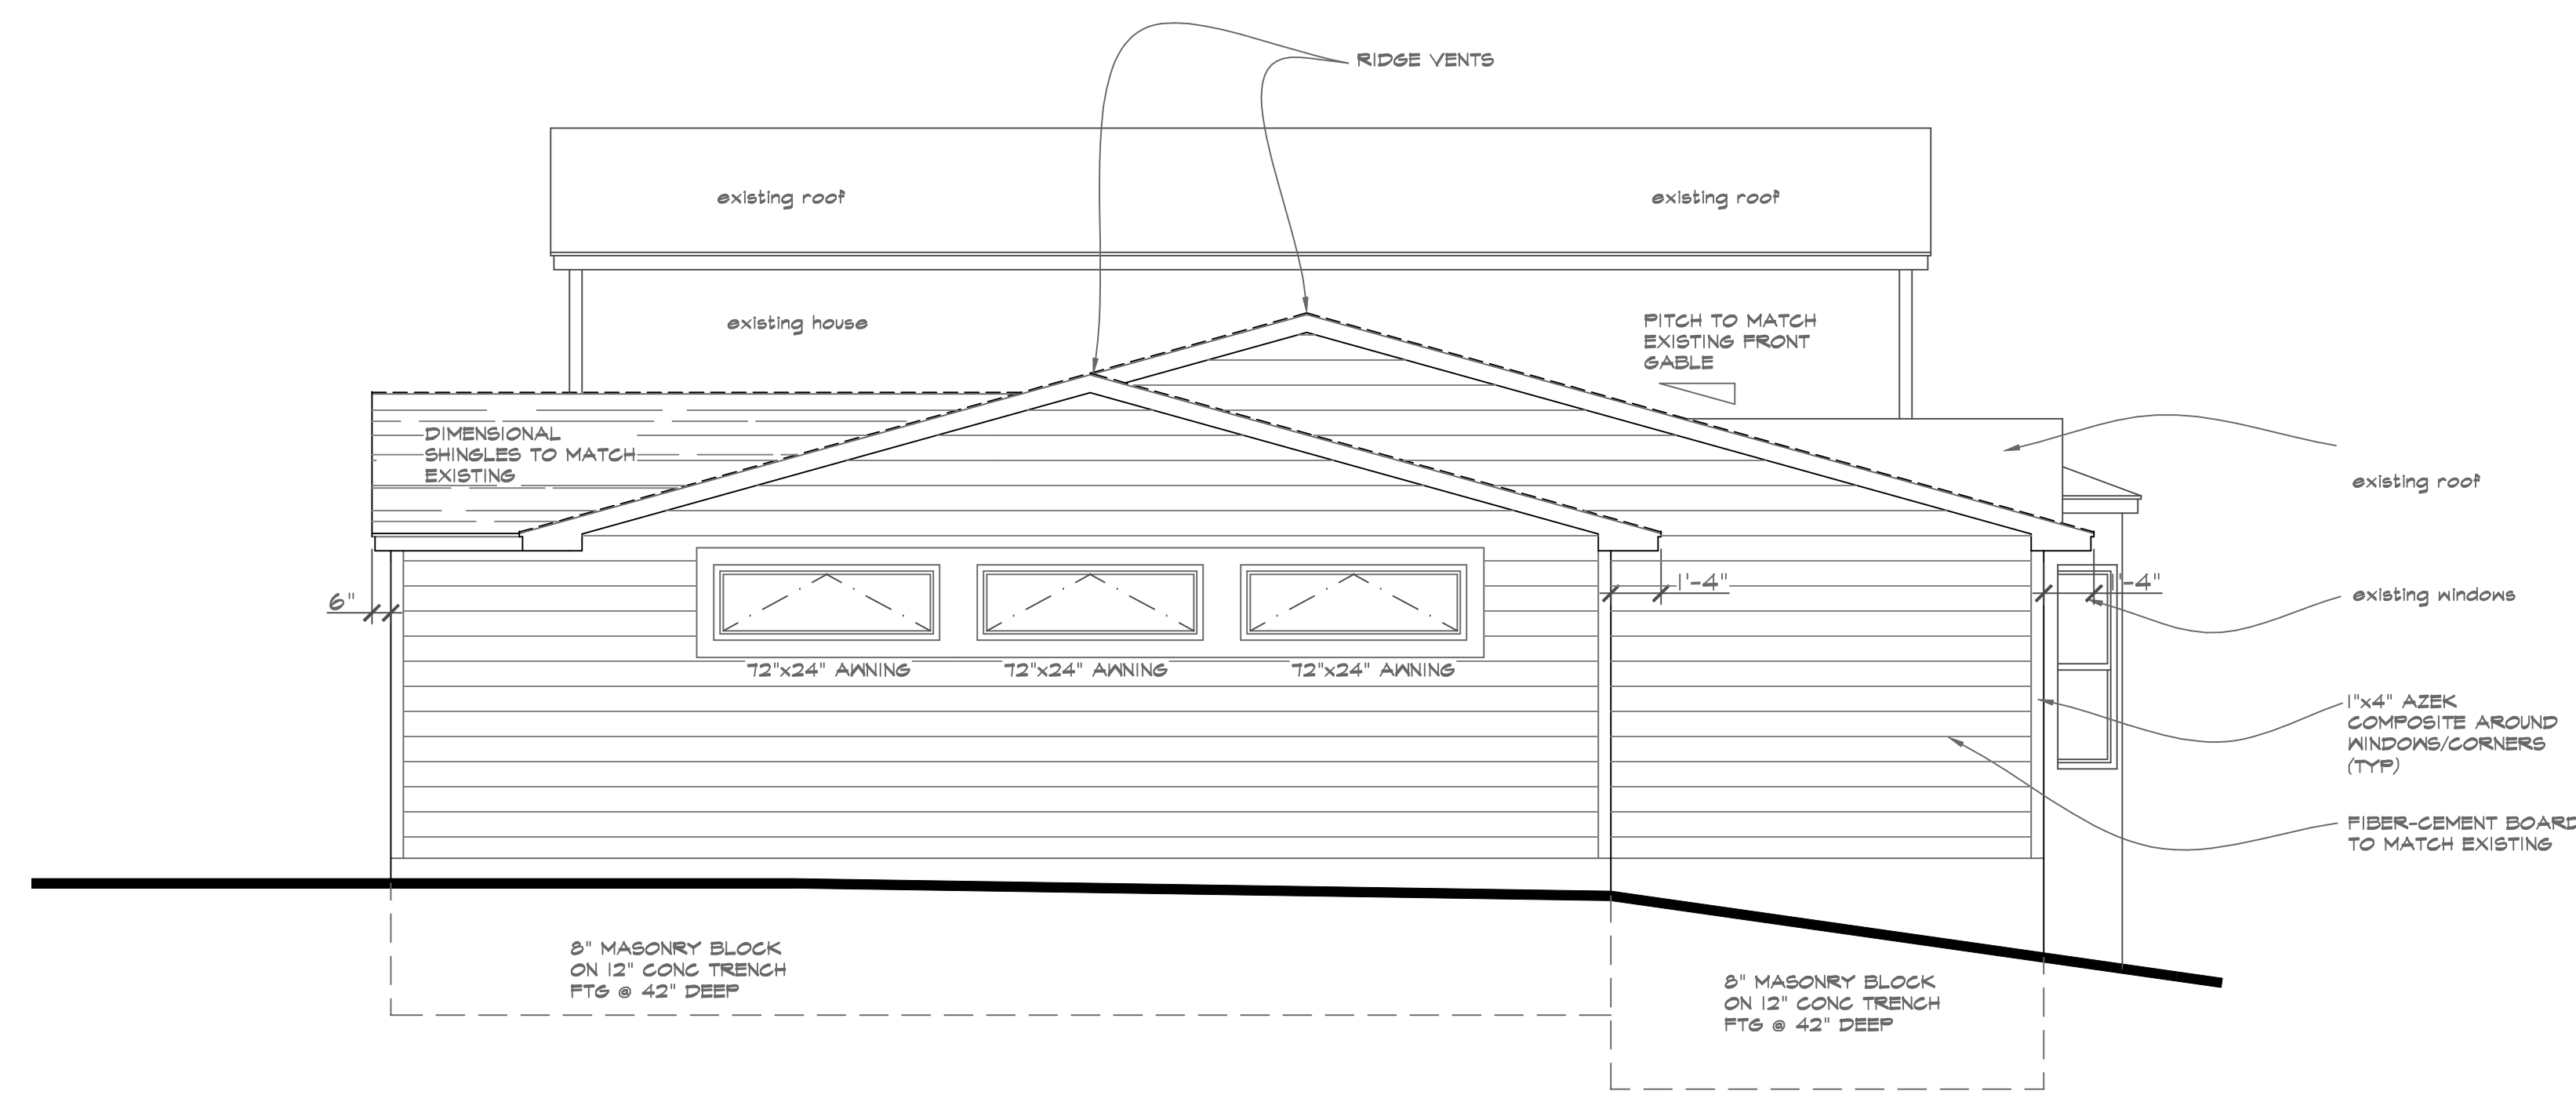 RIDGE VENTS
existing roof
existing roof
existing house
PITCH TO MATCH
EXISTING FRONT
GABLE
DIMENSIONAL
SHINGLES TO MATCH
EXISTING
existing roof
6"
1'-4"
1'-4"
existing windows
72"x24" AWNING
72"x24" AWNING
72"x24" AWNING
1"x4" AZEK
COMPOSITE AROUND
WINDOWS/CORNERS
(TYP)
FIBER-CEMENT BOARD
TO MATCH EXISTING
8" MASONRY BLOCK
ON 12" CONC TRENCH
FTG @ 42" DEEP
8" MASONRY BLOCK
ON 12" CONC TRENCH
FTG @ 42" DEEP